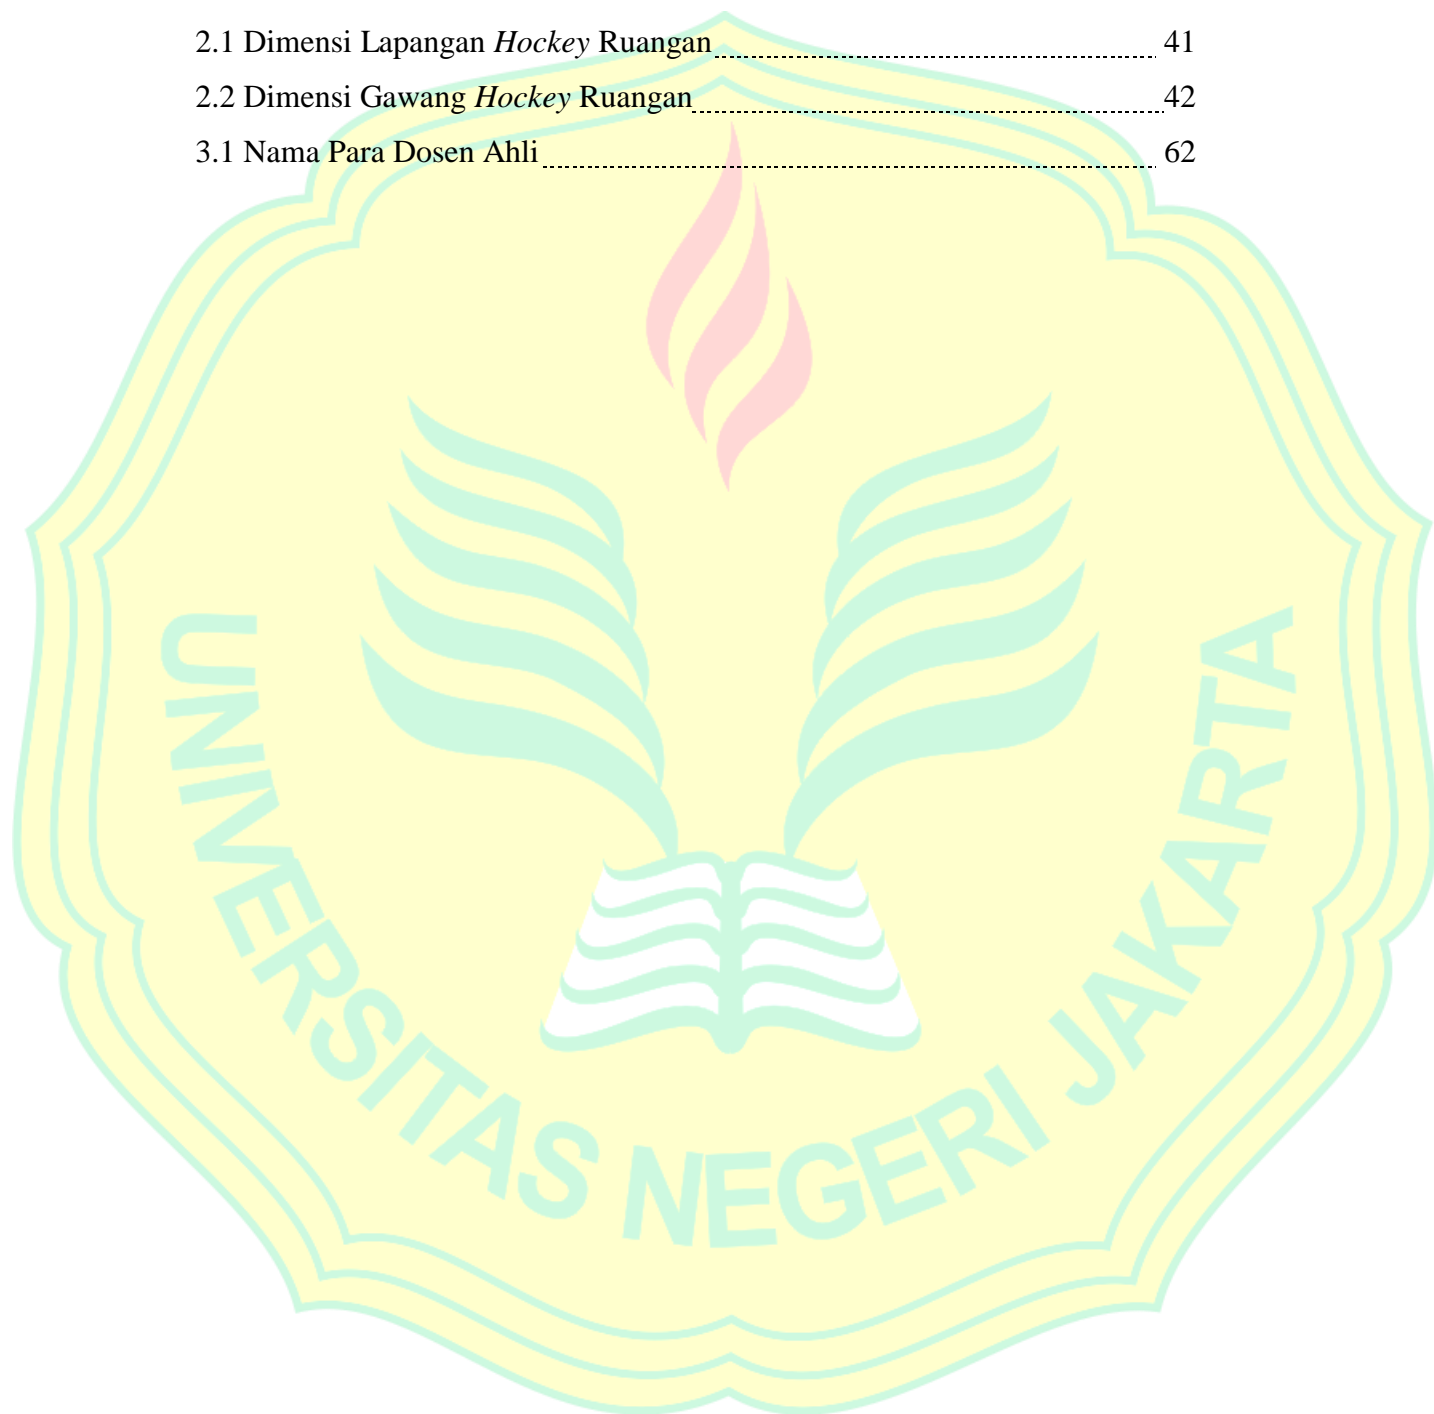 2.1 Dimensi Lapangan Hockey Ruangan 41
2.2 Dimensi Gawang Hockey Ruangan 42
3.1 Nama Para Dosen Ahli 62
UNIVERSITAS NEGERI JAKARTA